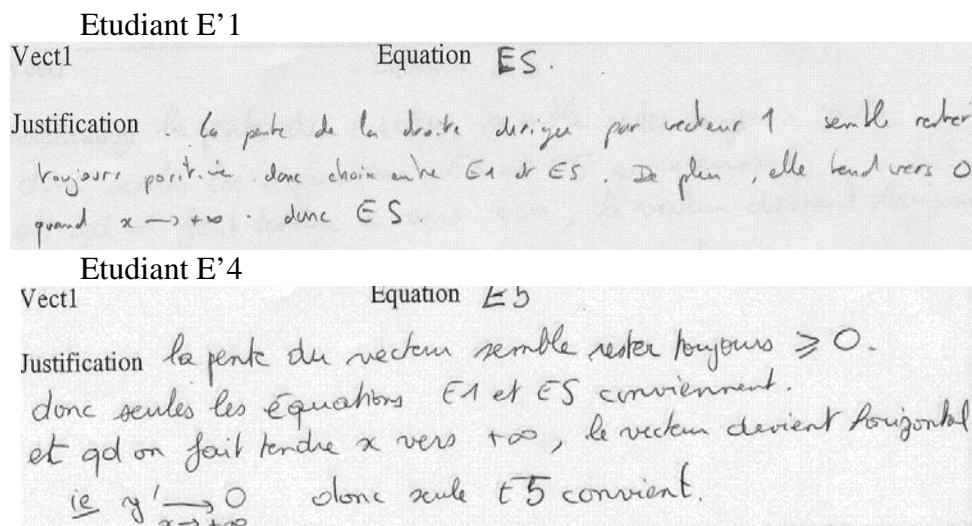 Etudiant E’1
Vect1 Equation E5.
Justification . la pente de la droite dirigée par vecteur 1 semble rester
toujours positive donc choix entre E1 et E5. De plus, elle tend vers 0
quand x → +∞. donc E5.
Etudiant E’4
Vect1 Equation E5
Justification la pente du vecteur semble rester toujours ⩾ 0.
donc seules les équations E1 et E5 conviennent.
et qd on fait tendre x vers +∞, le vecteur devient horizontal
ie y' → 0 donc seule E5 convient.
x→+∞